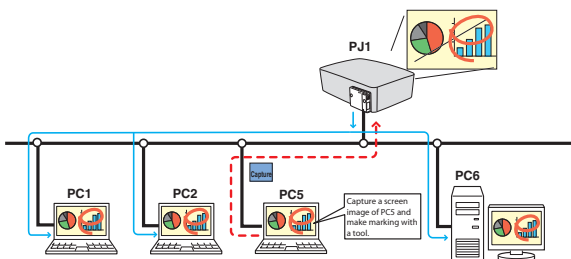 PJ1
Capture
PC1
PC2
PC5
PC6
Capture a screen
image of PC5 and
make marking with
a tool.